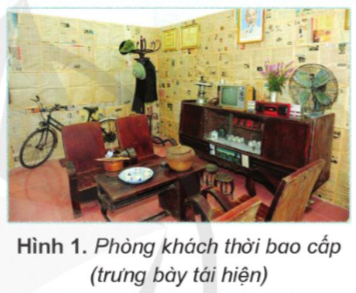 Hình 1. Phòng khách thời bao cấp
(trưng bày tái hiện)